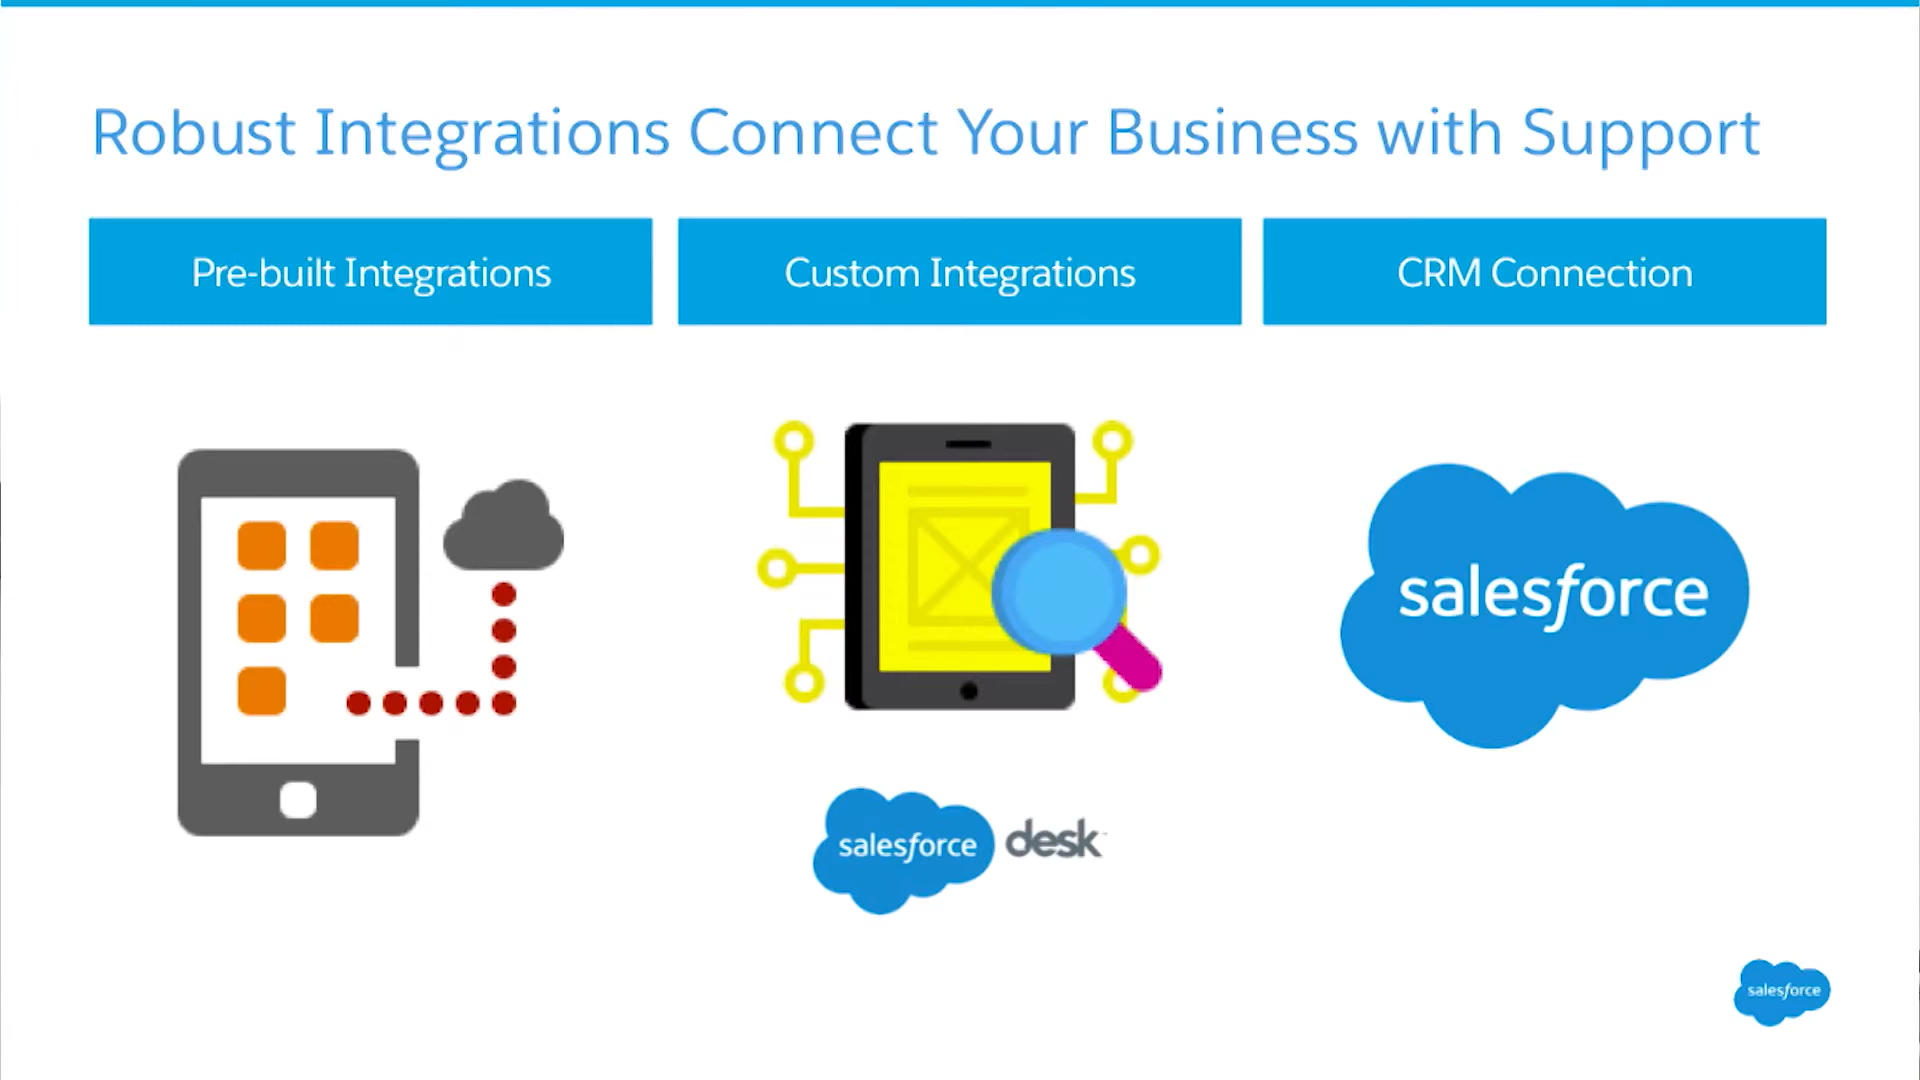 Robust Integrations Connect Your Business with Support
Pre-built Integrations
Custom Integrations
CRM Connection
salesforce
salesforce desk
salesforce